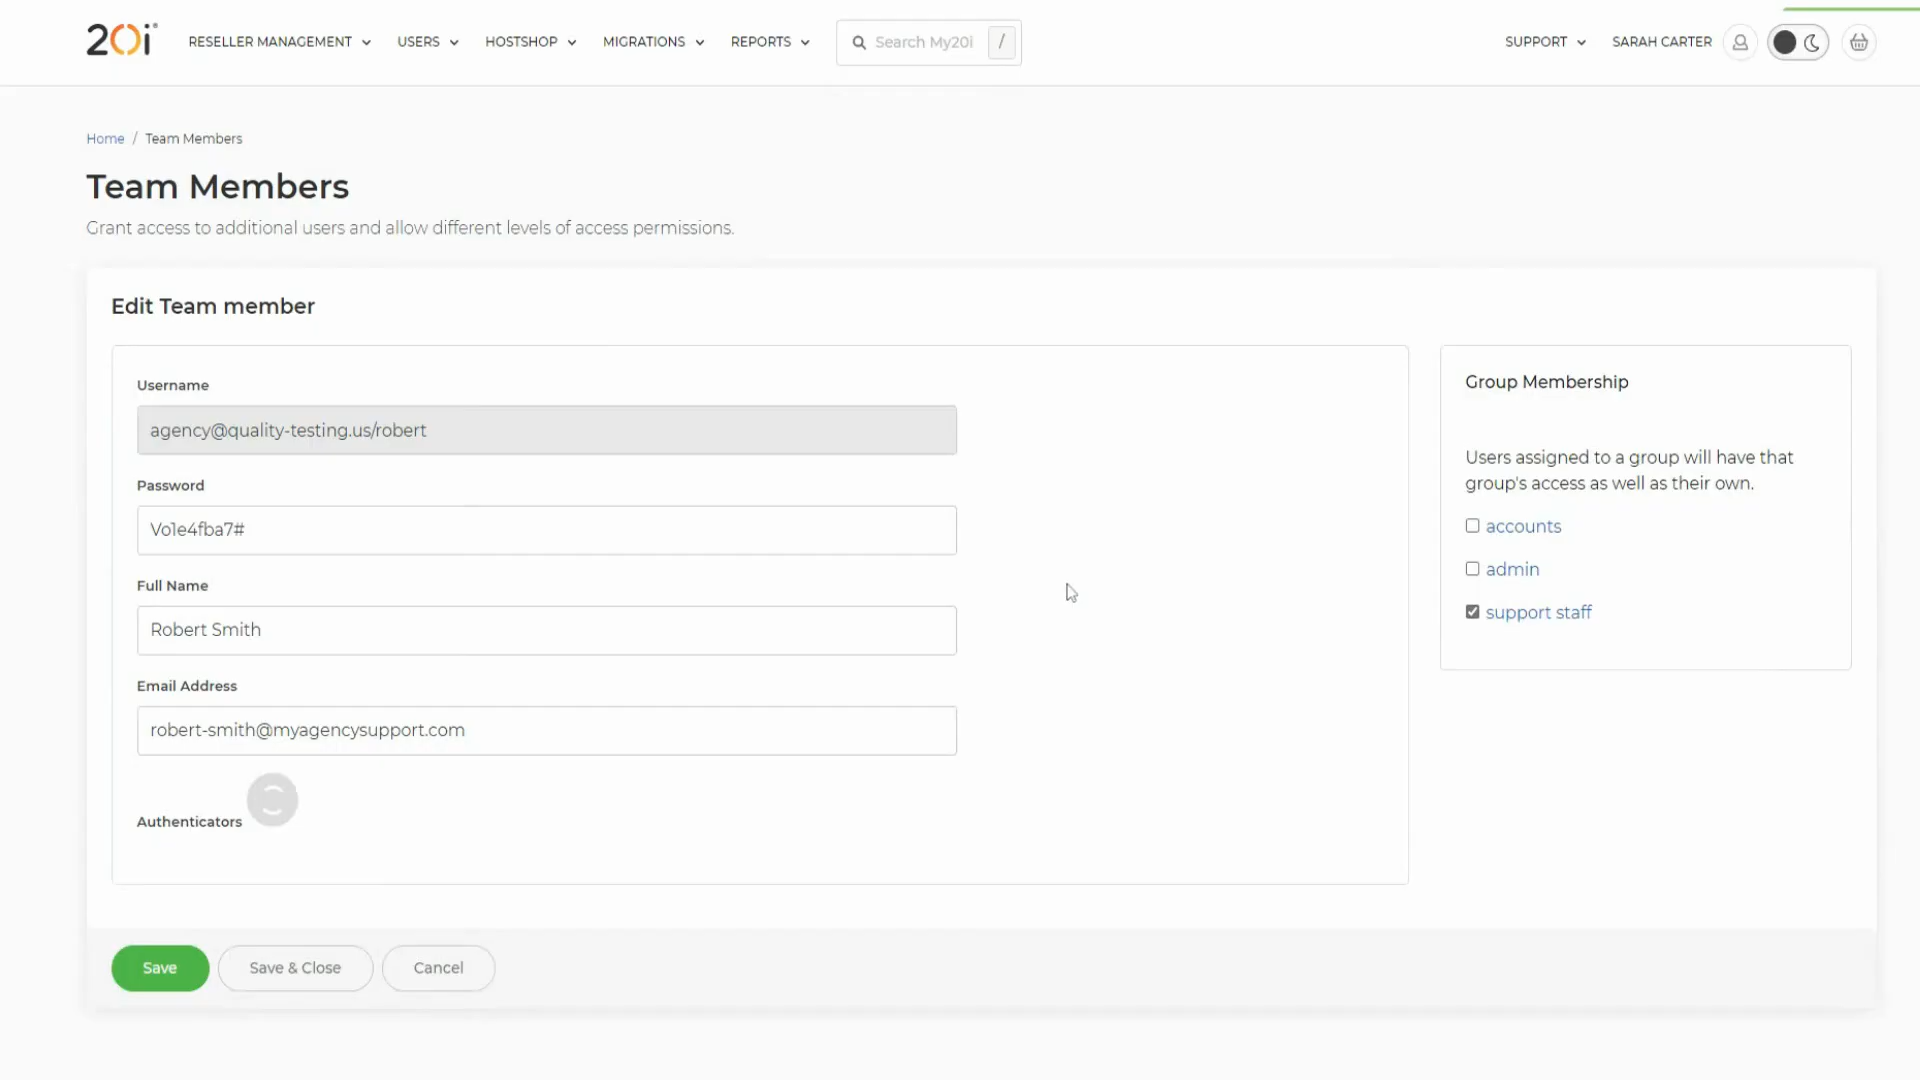 20i
RESELLER MANAGEMENT
USERS
HOSTSHOP
MIGRATIONS
REPORTS
Search My20i
/
SUPPORT
SARAH CARTER
Home / Team Members
Team Members
Grant access to additional users and allow different levels of access permissions.
Edit Team member
Username
agency@quality-testing.us/robert
Password
Vo1e4fba7#
Full Name
Robert Smith
Email Address
robert-smith@myagencysupport.com
Authenticators
Group Membership
Users assigned to a group will have that
group's access as well as their own.
accounts
admin
support staff
Save
Save & Close
Cancel